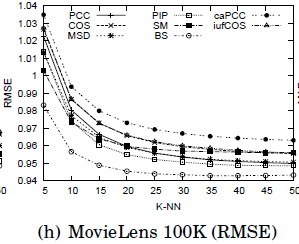 1.04
1.03
1.02
1.01
1
0.99
0.98
0.97
0.96
0.95
0.94
RMSE
PCC PIP caPCC
COS SM iufCOS
MSD BS
5 10 15 20 25 30 35 40 45 50
K-NN
(h) MovieLens 100K (RMSE)